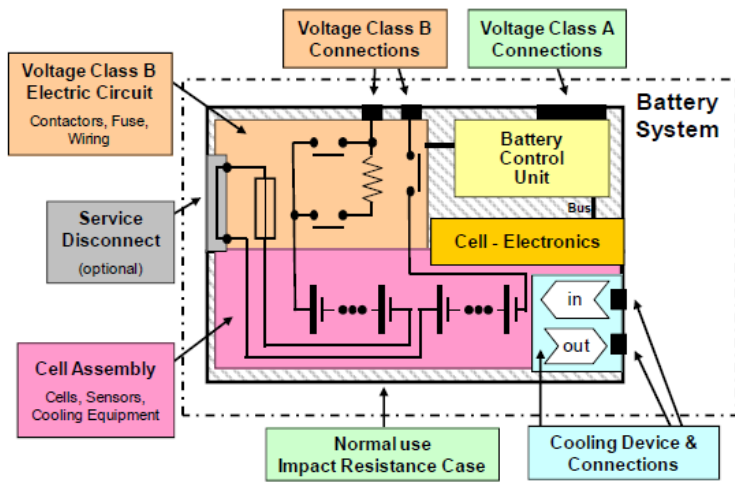 Voltage Class B
Connections
Voltage Class A
Connections
Voltage Class B
Electric Circuit
Contactors, Fuse,
Wiring
Battery
System
Battery
Control
Unit
Bus
Service
Disconnect
(optional)
Cell - Electronics
in
out
Cell Assembly
Cells, Sensors,
Cooling Equipment
Normal use
Impact Resistance Case
Cooling Device &
Connections